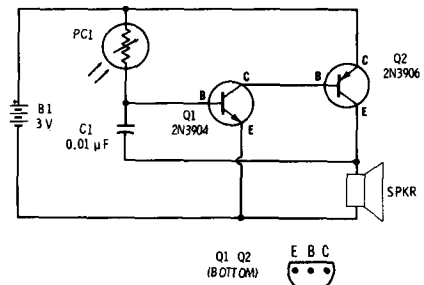 PC1
B1
3 V
C1
0.01 µF
B
C
E
Q1
2N3904
B
C
E
Q2
2N3906
SPKR
Q1 Q2
(BOTTOM)
E B C